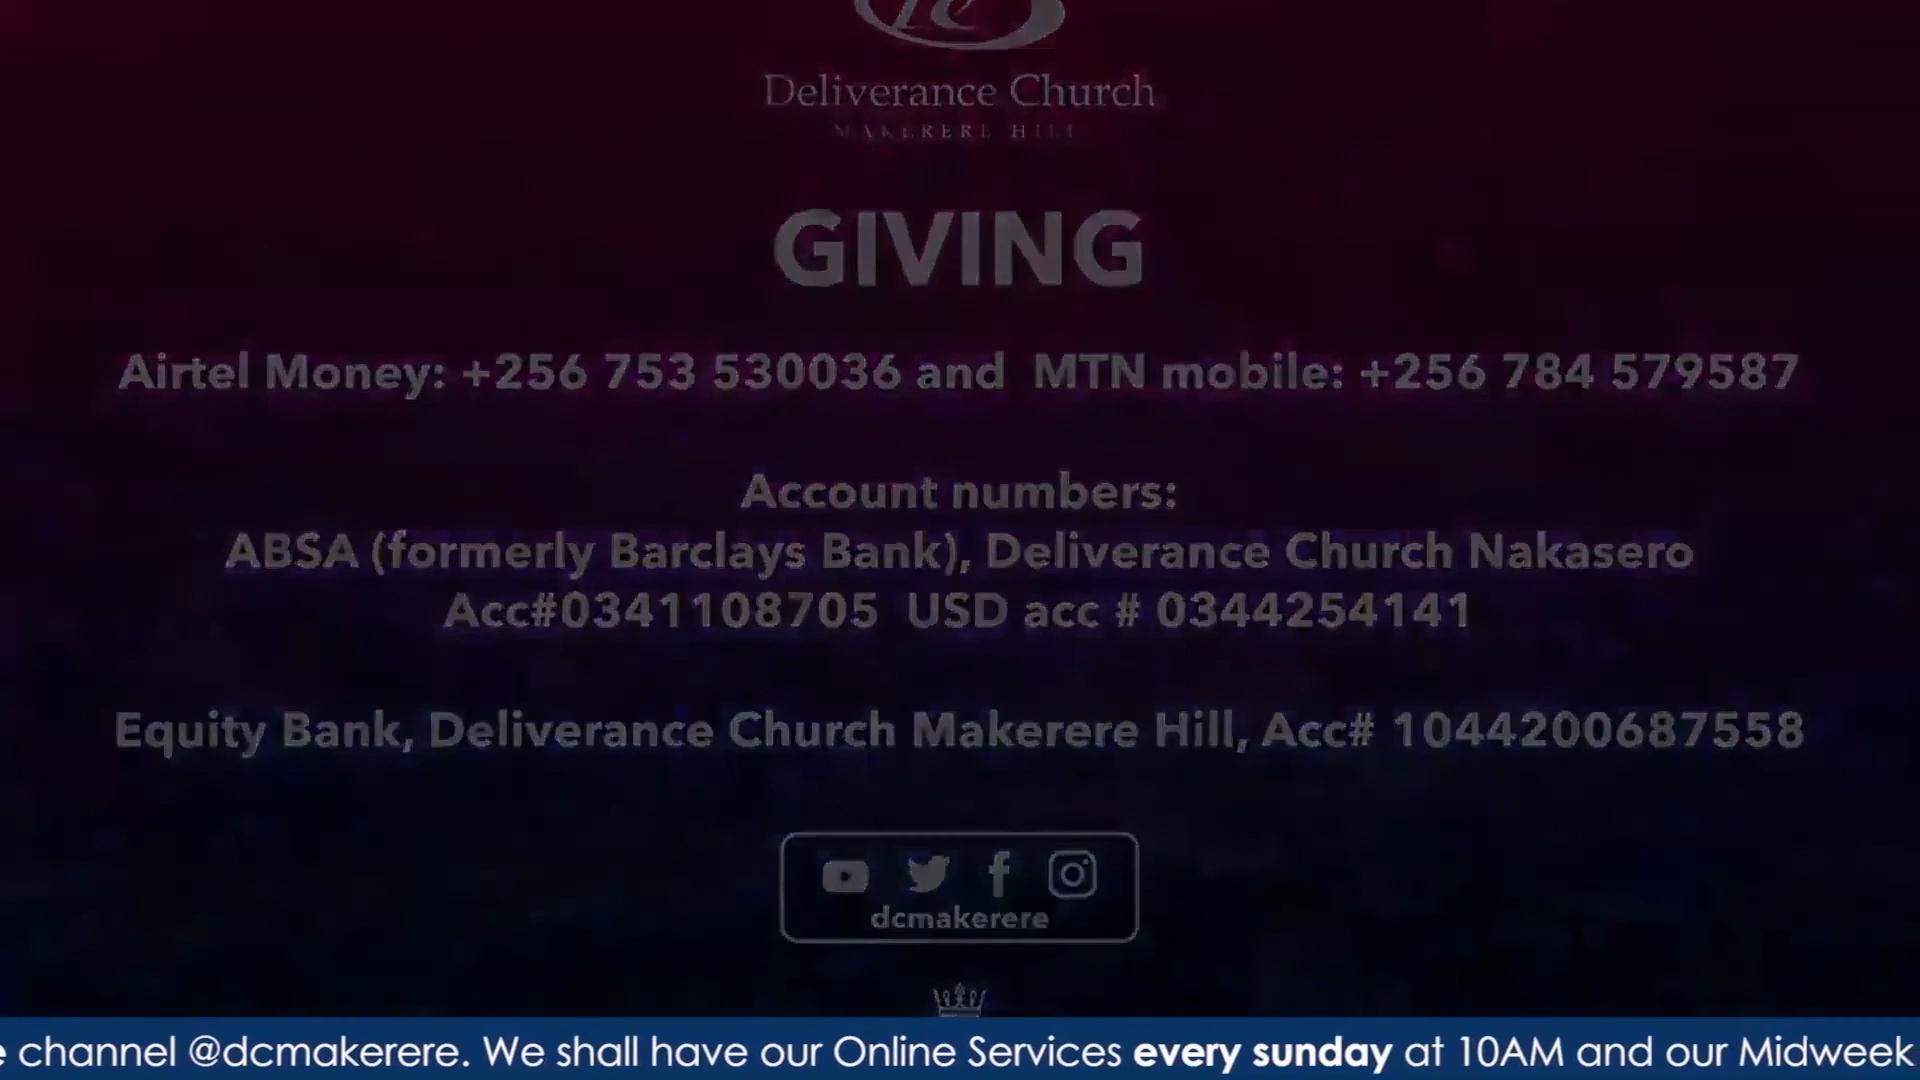 Deliverance Church
MAKERERE HILL
GIVING
Airtel Money: +256 753 530036 and MTN mobile: +256 784 579587
Account numbers:
ABSA (formerly Barclays Bank), Deliverance Church Nakasero
Acc#0341108705 USD acc # 0344254141
Equity Bank, Deliverance Church Makerere Hill, Acc# 1044200687558
dcmakerere
channel @dcmakerere. We shall have our Online Services every sunday at 10AM and our Midweek